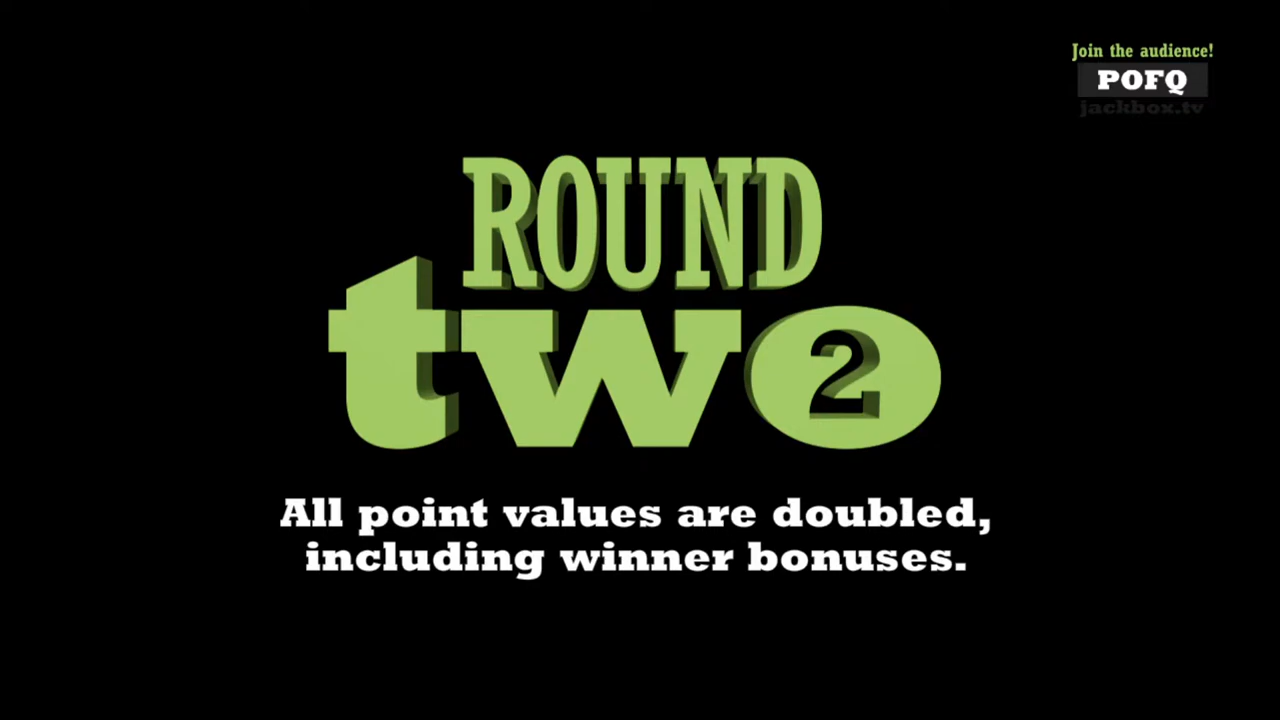 Join the audience!
POFQ
jackbox.tv
ROUND
two
2
All point values are doubled,
including winner bonuses.